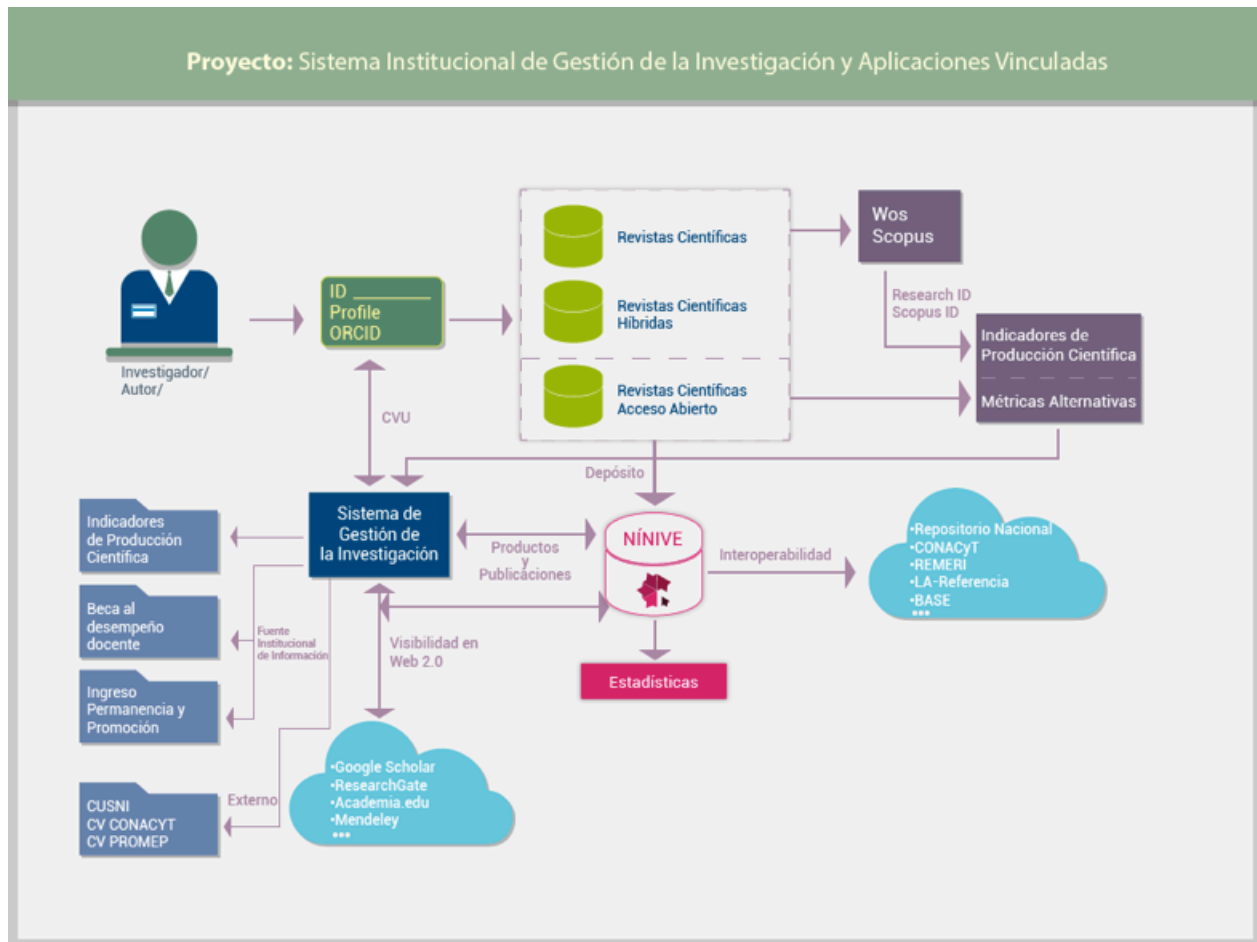 Proyecto: Sistema Institucional de Gestión de la Investigación y Aplicaciones Vinculadas
Investigador/
Autor/
ID ________
Profile
ORCID
CVU
Revistas Científicas
Revistas Científicas
Híbridas
Revistas Científicas
Acceso Abierto
Wos
Scopus
Research ID
Scopus ID
Indicadores de
Producción Científica
Métricas Alternativas
Depósito
Sistema de
Gestión de
la Investigación
Productos
y
Publicaciones
NÍNIVE
Interoperabilidad
•Repositorio Nacional
•CONACyT
•REMERI
•LA-Referencia
•BASE
•••
Estadísticas
Visibilidad en
Web 2.0
•Google Scholar
•ResearchGate
•Academia.edu
•Mendeley
•••
Indicadores
de Producción
Científica
Beca al
desempeño
docente
Fuente
Institucional
de Información
Ingreso
Permanencia y
Promoción
Externo
CUSNI
CV CONACYT
CV PROMEP